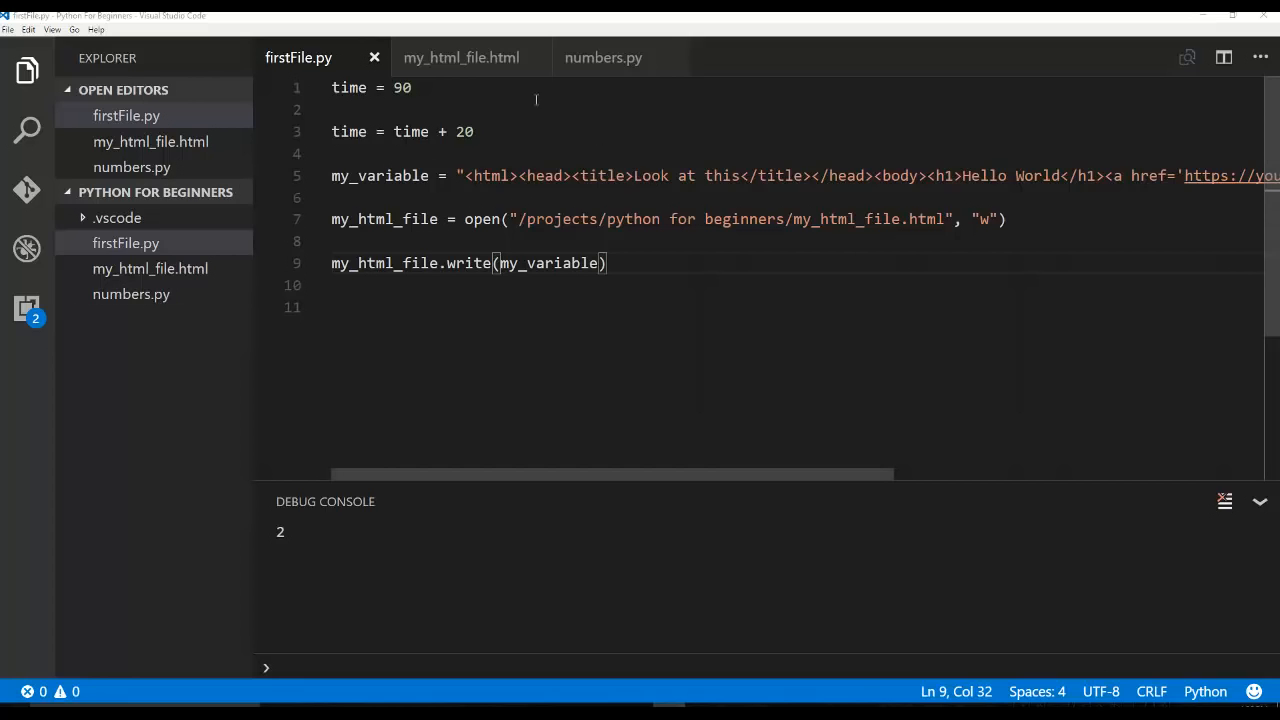 firstFile.py - Python For Beginners - Visual Studio Code
File Edit View Go Help
EXPLORER
OPEN EDITORS
firstFile.py
my_html_file.html
numbers.py
PYTHON FOR BEGINNERS
.vscode
firstFile.py
my_html_file.html
numbers.py
2
firstFile.py my_html_file.html numbers.py
1 time = 90
2
3 time = time + 20
4
5 my_variable = "<html><head><title>Look at this</title></head><body><h1>Hello World</h1><a href='https://you
6
7 my_html_file = open("/projects/python for beginners/my_html_file.html", "w")
8
9 my_html_file.write(my_variable)
10
11
DEBUG CONSOLE
2
›
0 0 Ln 9, Col 32 Spaces: 4 UTF-8 CRLF Python